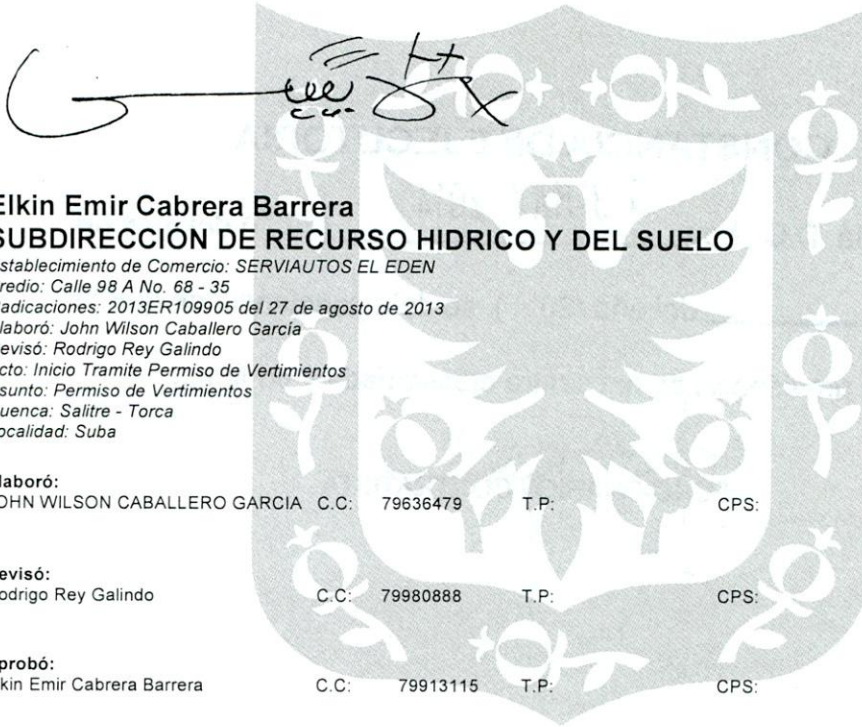 Elkin Emir Cabrera Barrera
SUBDIRECCIÓN DE RECURSO HIDRICO Y DEL SUELO
stablecimiento de Comercio: SERVIAUTOS EL EDEN
redio: Calle 98 A No. 68 - 35
adicaciones: 2013ER109905 del 27 de agosto de 2013
laboró: John Wilson Caballero García
evisó: Rodrigo Rey Galindo
cto: Inicio Tramite Permiso de Vertimientos
sunto: Permiso de Vertimientos
uenca: Salitre - Torca
ocalidad: Suba
laboró:
OHN WILSON CABALLERO GARCIA C.C: 79636479 T.P: CPS:
evisó:
odrigo Rey Galindo C.C: 79980888 T.P: CPS:
probó:
kin Emir Cabrera Barrera C.C: 79913115 T.P: CPS: